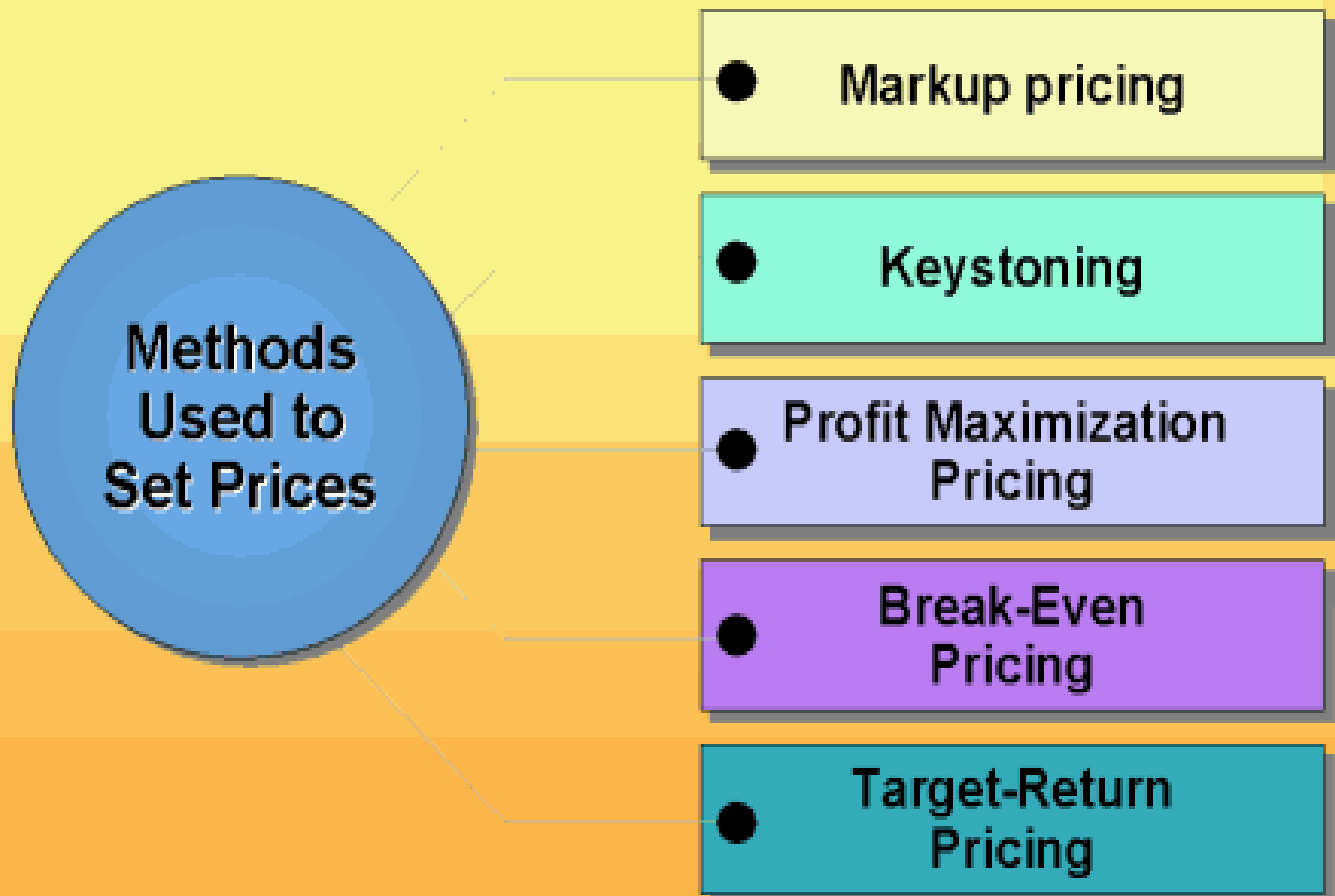 Methods
Used to
Set Prices
Markup pricing
Keystoning
Profit Maximization
Pricing
Break-Even
Pricing
Target-Return
Pricing